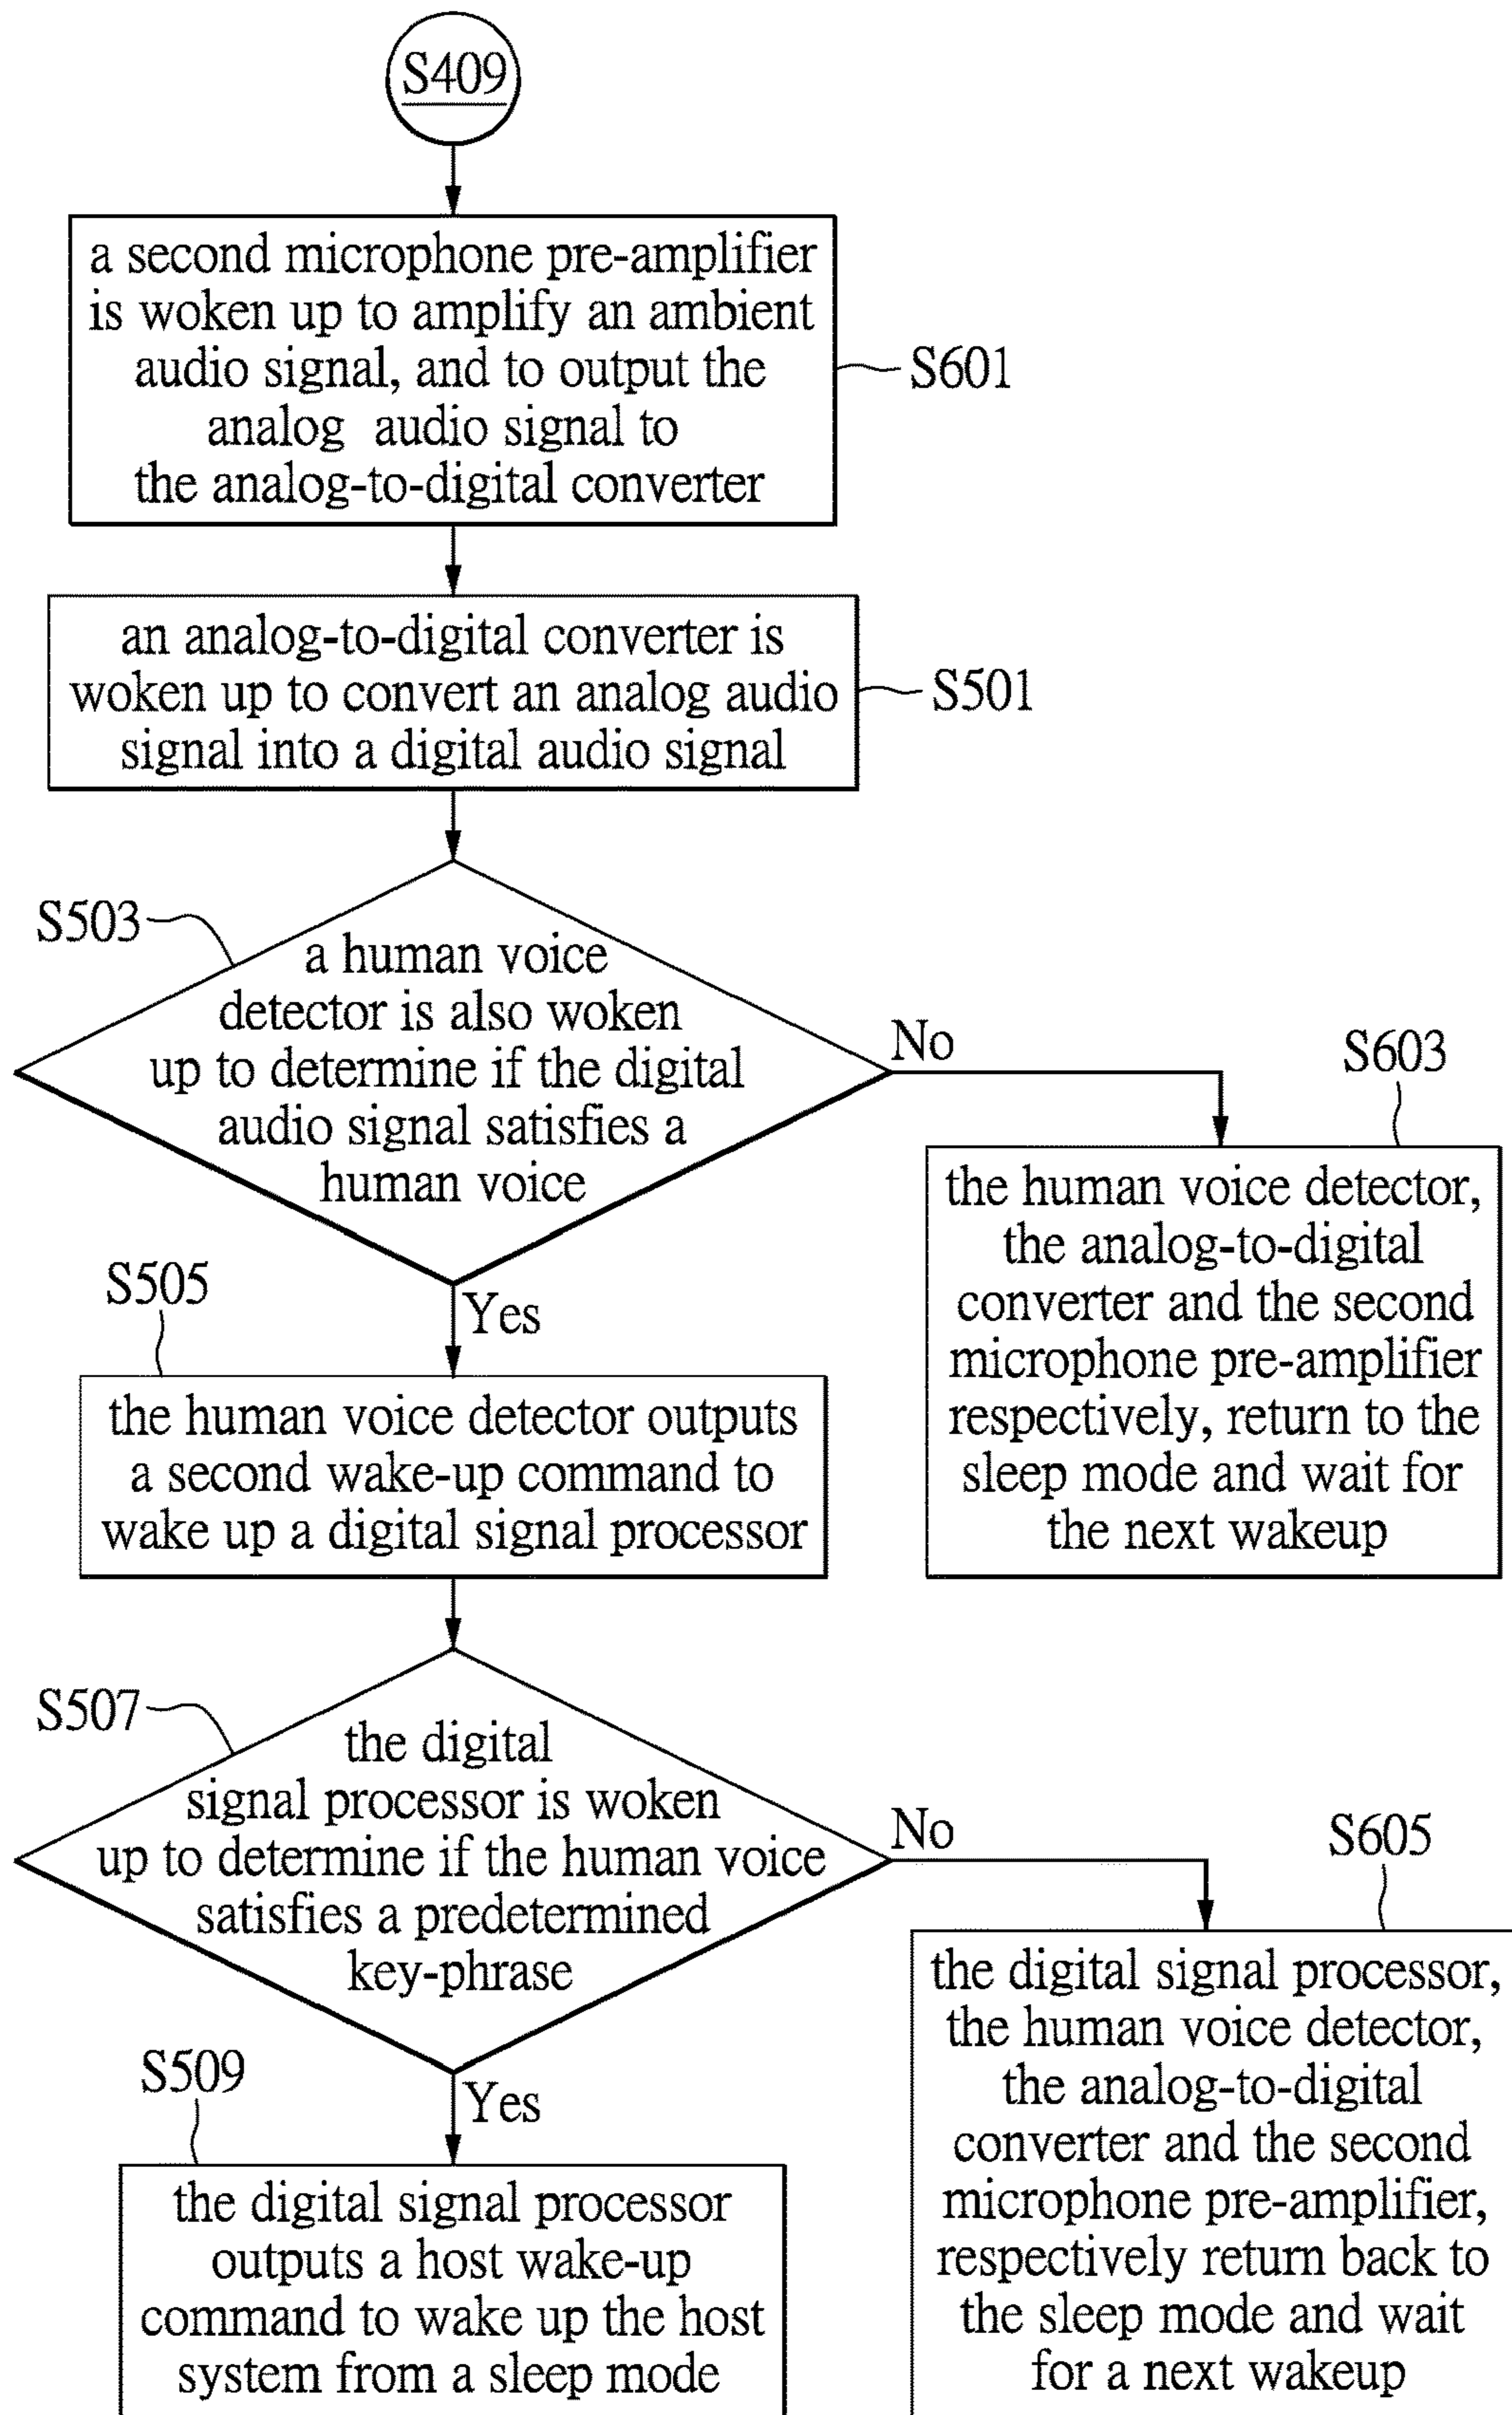 S409
a second microphone pre-amplifier
is woken up to amplify an ambient
audio signal, and to output the
analog audio signal to
the analog-to-digital converter
S601
an analog-to-digital converter is
woken up to convert an analog audio
signal into a digital audio signal
S501
S503
a human voice
detector is also woken
up to determine if the digital
audio signal satisfies a
human voice
No
S603
the human voice detector,
the analog-to-digital
converter and the second
microphone pre-amplifier
respectively, return to the
sleep mode and wait for
the next wakeup
Yes
S505
the human voice detector outputs
a second wake-up command to
wake up a digital signal processor
S507
the digital
signal processor is woken
up to determine if the human voice
satisfies a predetermined
key-phrase
No
S605
the digital signal processor,
the human voice detector,
the analog-to-digital
converter and the second
microphone pre-amplifier,
respectively return back to
the sleep mode and wait
for a next wakeup
Yes
S509
the digital signal processor
outputs a host wake-up
command to wake up the host
system from a sleep mode